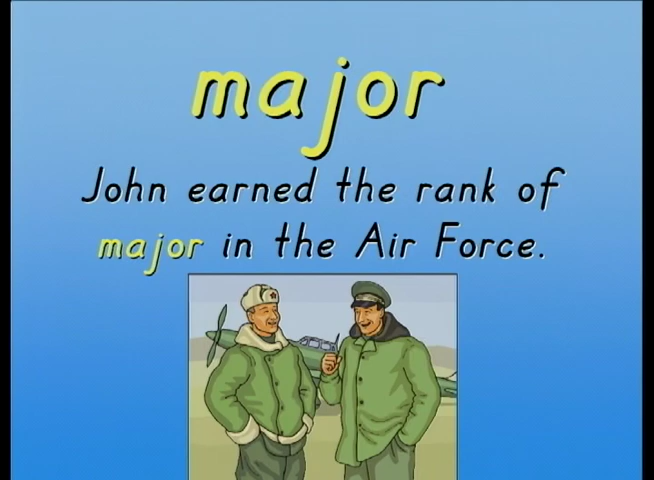 major
John earned the rank of
major in the Air Force.